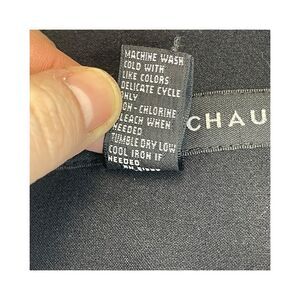 MACHINE WASH
COLD WITH
LIKE COLORS
DELICATE CYCLE
ONLY
NON-CHLORINE
BLEACH WHEN
NEEDED
TUMBLE DRY LOW
COOL IRON IF
NEEDED
CHAU